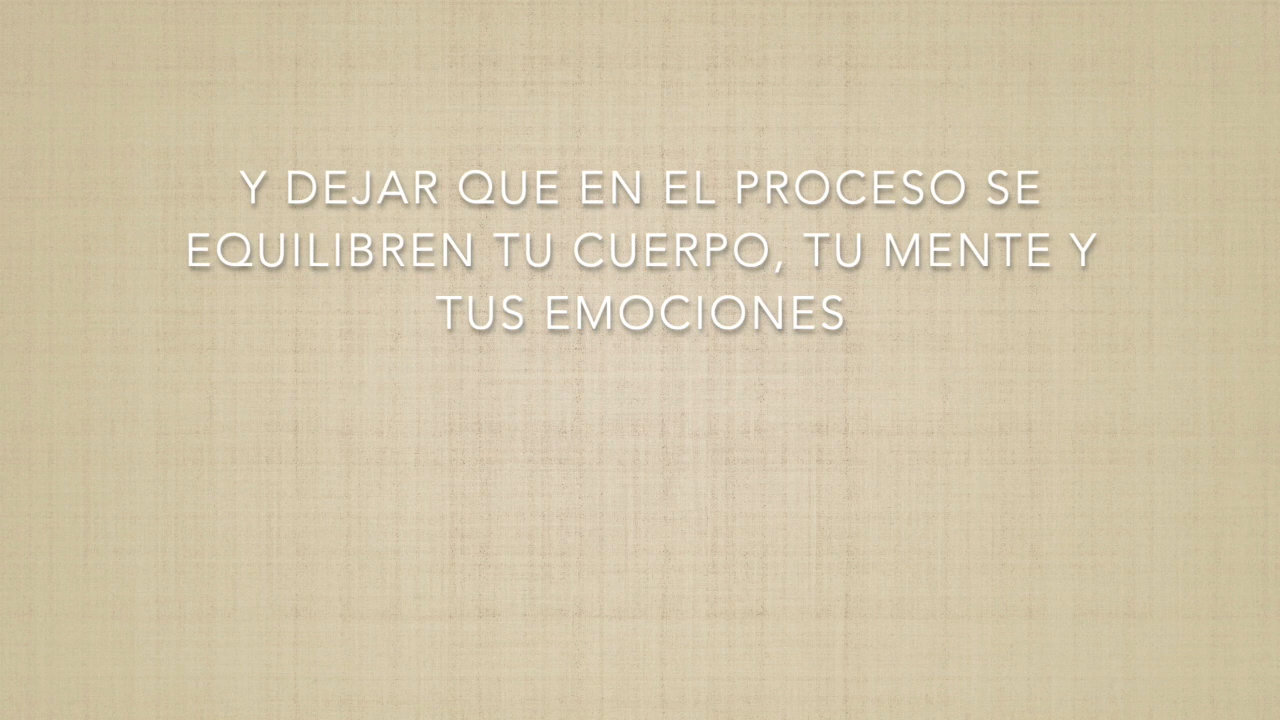 Y DEJAR QUE EN EL PROCESO SE
EQUILIBREN TU CUERPO, TU MENTE Y
TUS EMOCIONES